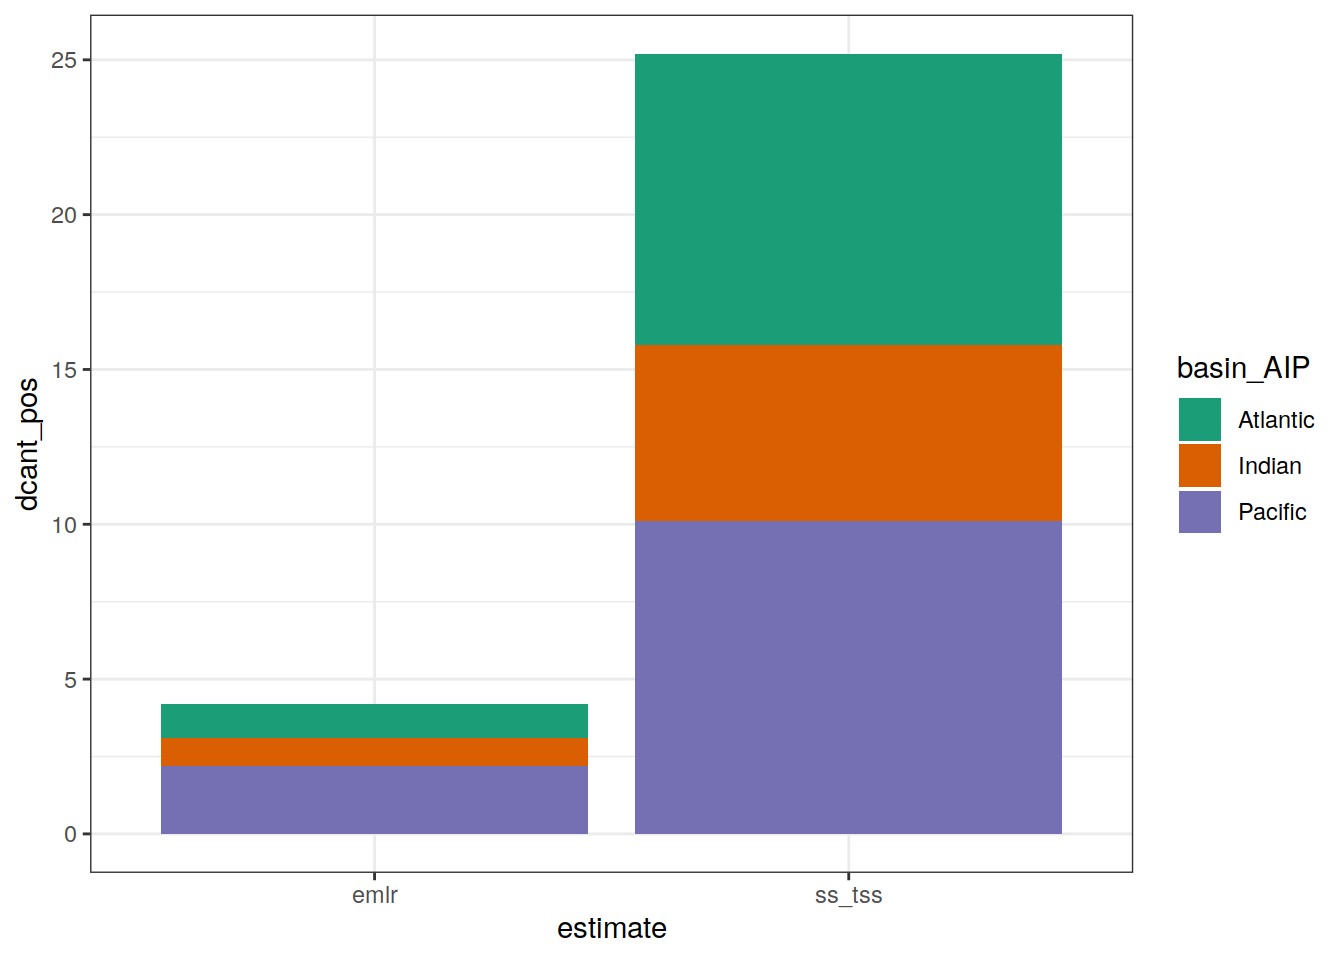 25
20
15
10
5
0
dcant_pos
emlr
ss_tss
estimate
basin_AIP
Atlantic
Indian
Pacific